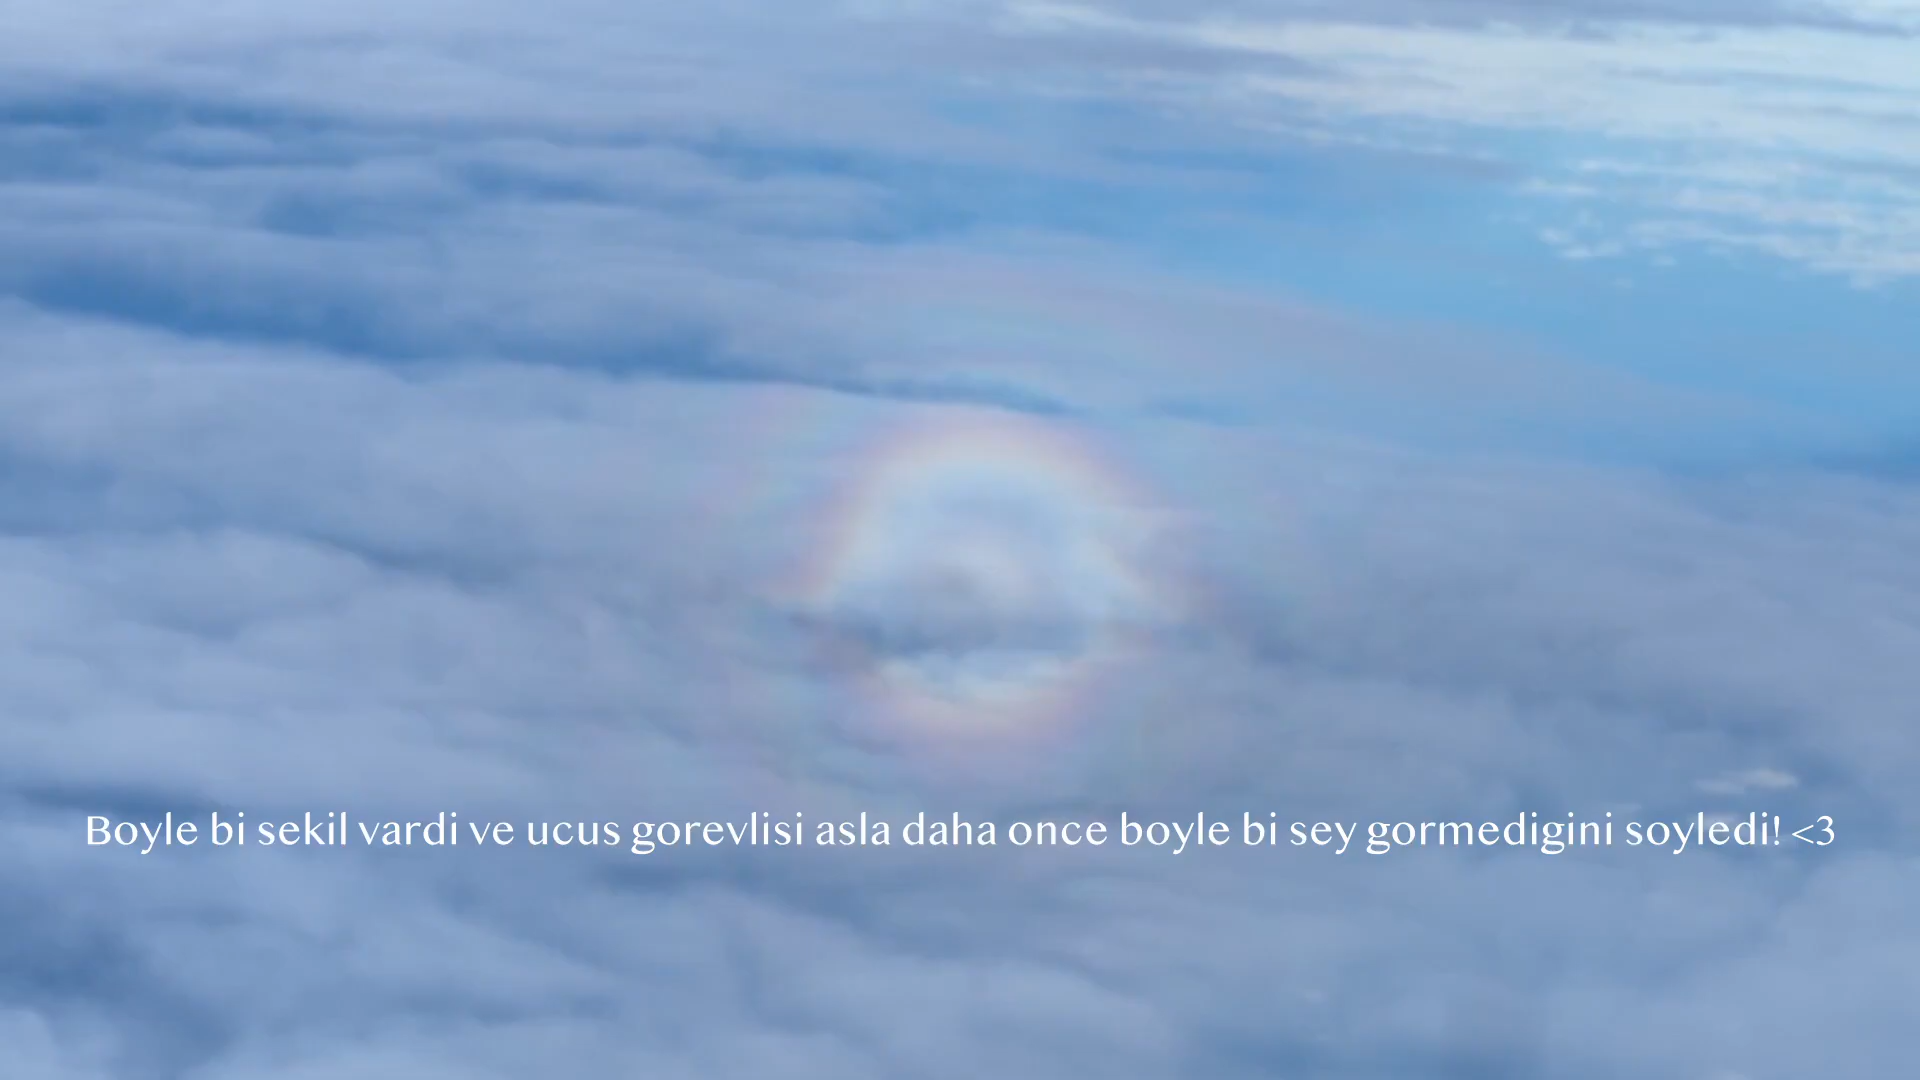 Boyle bi sekil vardi ve ucus gorevlisi asla daha once boyle bi sey gormedigini soyledi! <3